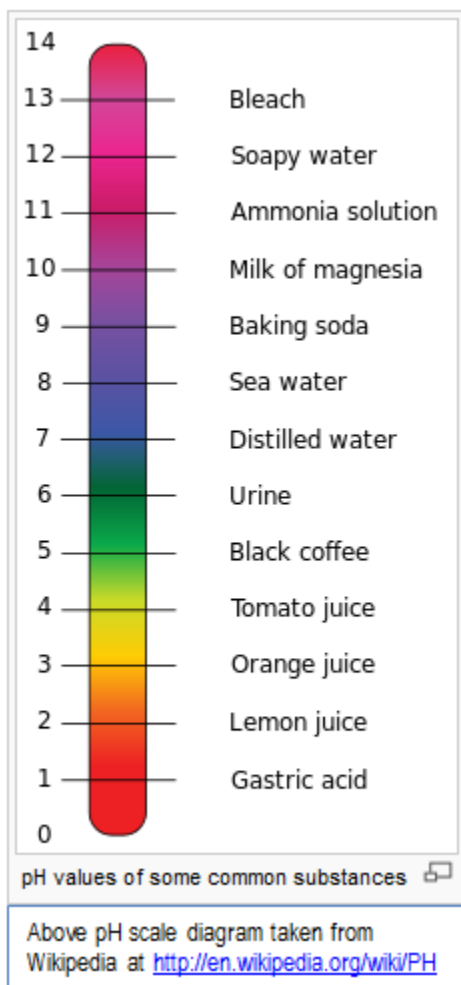 14
13 Bleach
12 Soapy water
11 Ammonia solution
10 Milk of magnesia
9 Baking soda
8 Sea water
7 Distilled water
6 Urine
5 Black coffee
4 Tomato juice
3 Orange juice
2 Lemon juice
1 Gastric acid
0
pH values of some common substances
Above pH scale diagram taken from
Wikipedia at http://en.wikipedia.org/wiki/PH